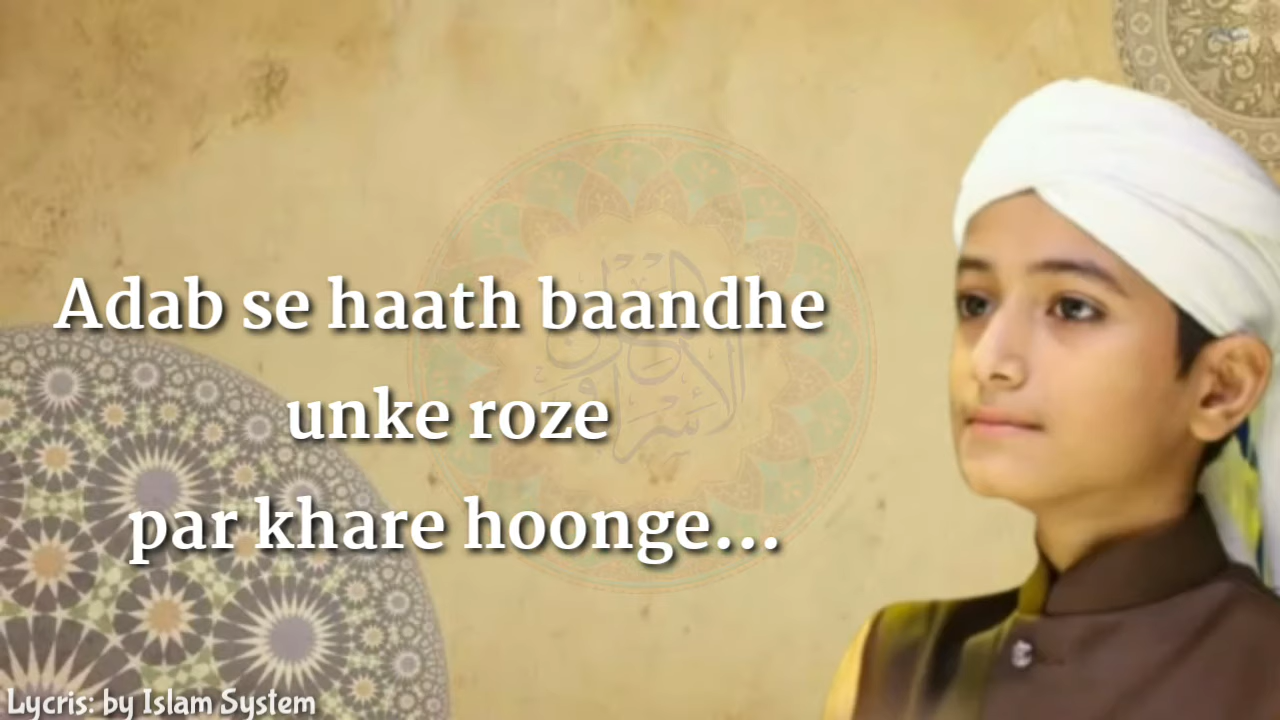 Adab se haath baandhe
unke roze
par khare hoonge...
Lycris: by Islam System